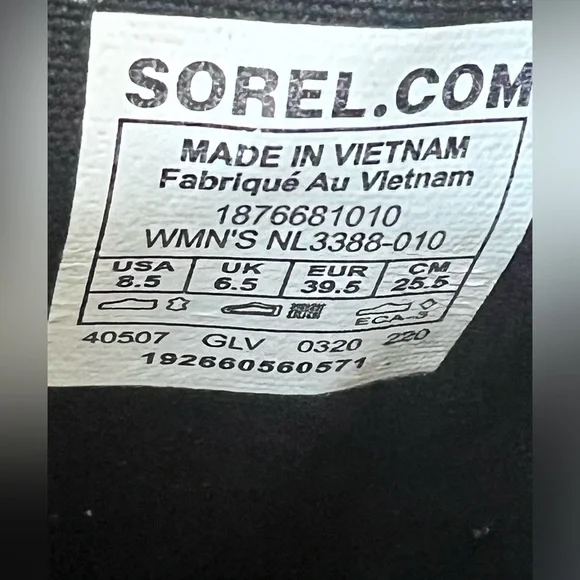 SOREL.COM
MADE IN VIETNAM
Fabriqué Au Vietnam
1876681010
WMN'S NL3388-010
USA UK EUR CM
8.5 6.5 39.5 25.5
ECA-S
40507 GLV 0320 220
192660560571